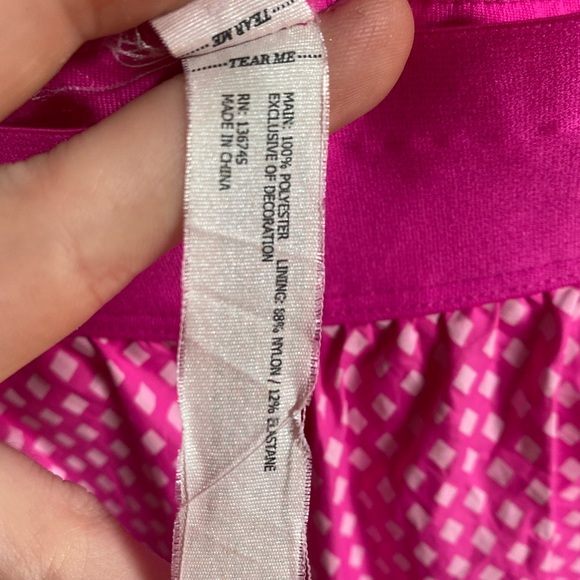 TEAR ME
TEAR ME
MAIN: 100% POLYESTER LINING: 88% NYLON / 12% ELASTANE
EXCLUSIVE OF DECORATION
RN: 136745
MADE IN CHINA